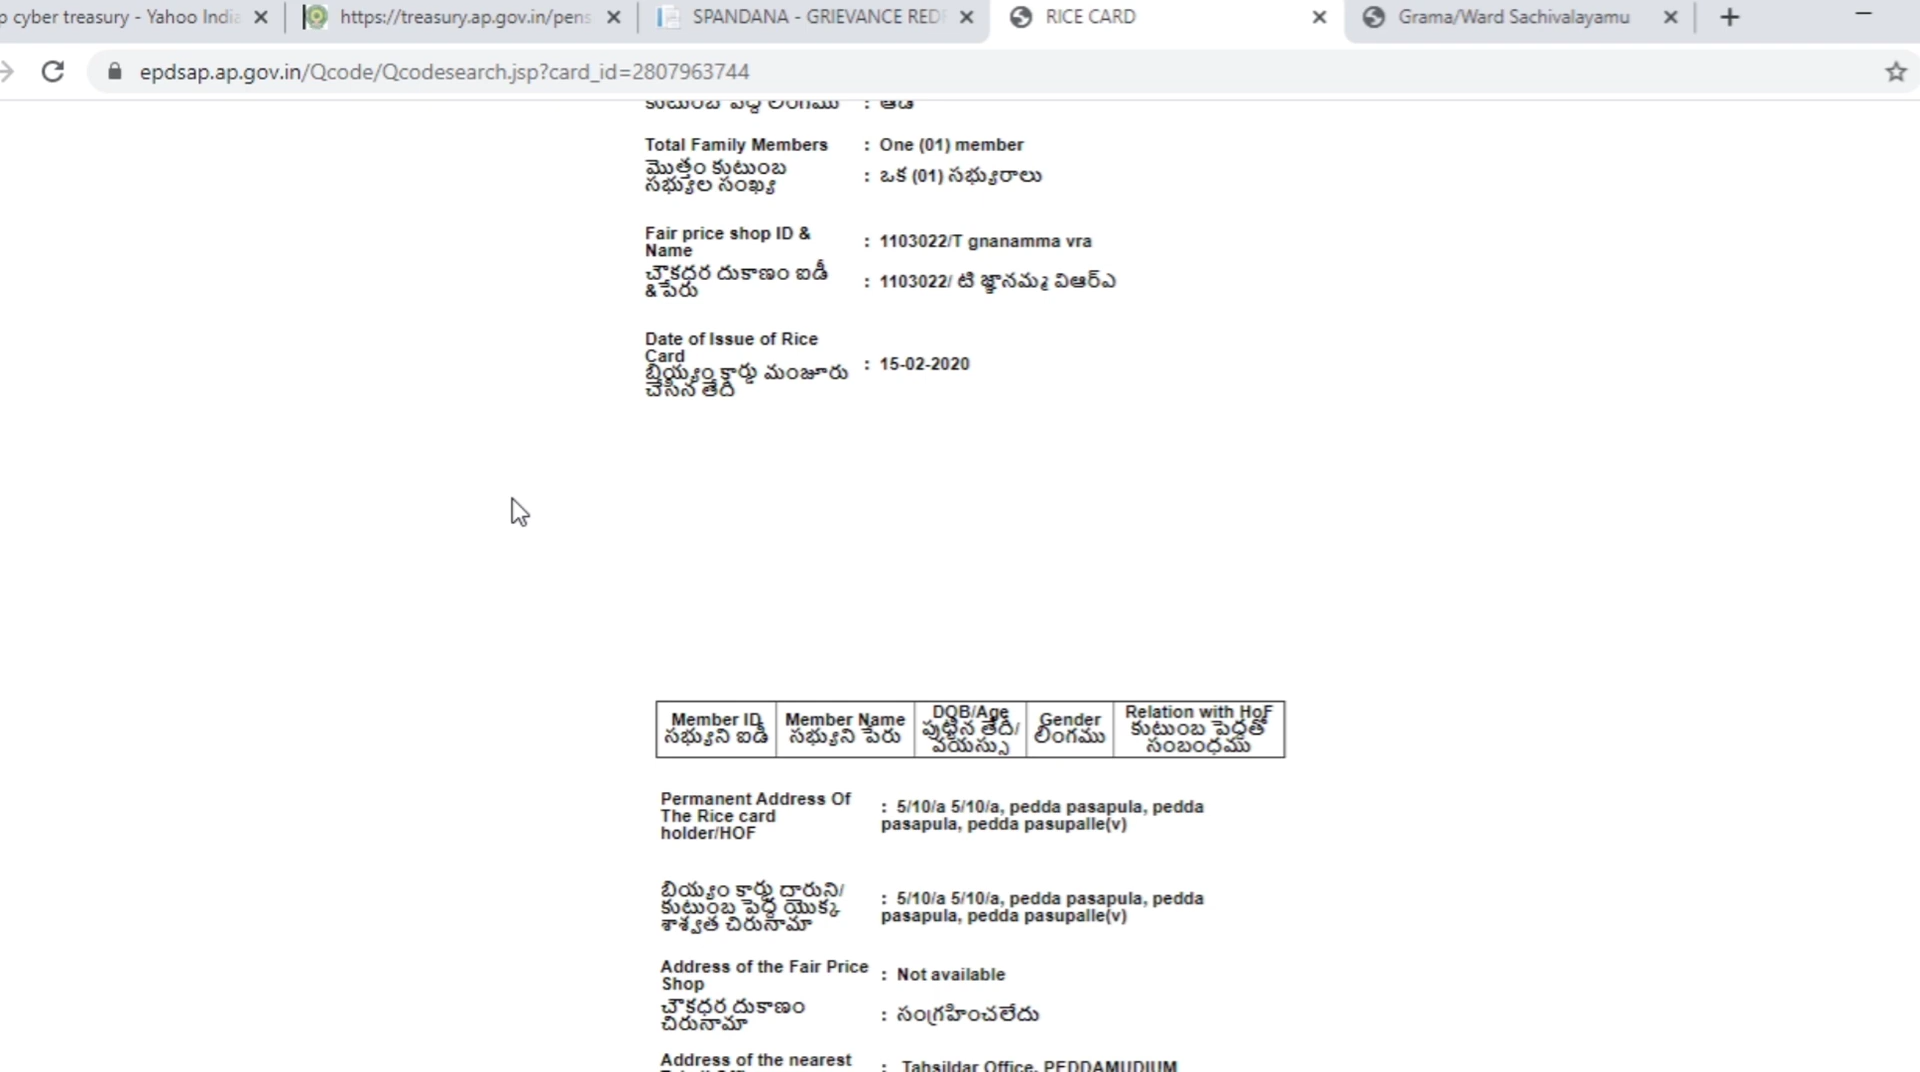 p cyber treasury - Yahoo India
https://treasury.ap.gov.in/pens
SPANDANA - GRIEVANCE REDR
RICE CARD
Grama/Ward Sachivalayamu
epdsap.ap.gov.in/Qcode/Qcodesearch.jsp?card_id=2807963744
కుటుంబ పెద్ద లింగము : ఆడ
Total Family Members : One (01) member
మొత్తం కుటుంబ
సభ్యుల సంఖ్య : ఒక (01) సభ్యురాలు
Fair price shop ID &
Name : 1103022/T gnanamma vra
చౌకధర దుకాణం ఐడీ
&పేరు : 1103022/ టి జ్ఞానమ్మ విఆర్ఎ
Date of Issue of Rice
Card
బియ్యం కార్డు మంజూరు
చేసిన తేది : 15-02-2020
Member ID Member Name DOB/Age Gender Relation with HoF
సభ్యుని ఐడీ సభ్యుని పేరు పుట్టిన తేది/ లింగము కుటుంబ పెద్దతో
వయస్సు సంబంధము
Permanent Address Of
The Rice card
holder/HOF : 5/10/a 5/10/a, pedda pasapula, pedda
pasapula, pedda pasupalle(v)
బియ్యం కార్డు దారుని/
కుటుంబ పెద్ద యొక్క
శాశ్వత చిరునామా : 5/10/a 5/10/a, pedda pasapula, pedda
pasapula, pedda pasupalle(v)
Address of the Fair Price
Shop : Not available
చౌకధర దుకాణం
చిరునామా : సంగ్రహించలేదు
Address of the nearest
: Tahsildar Office, PEDDAMUDIUM